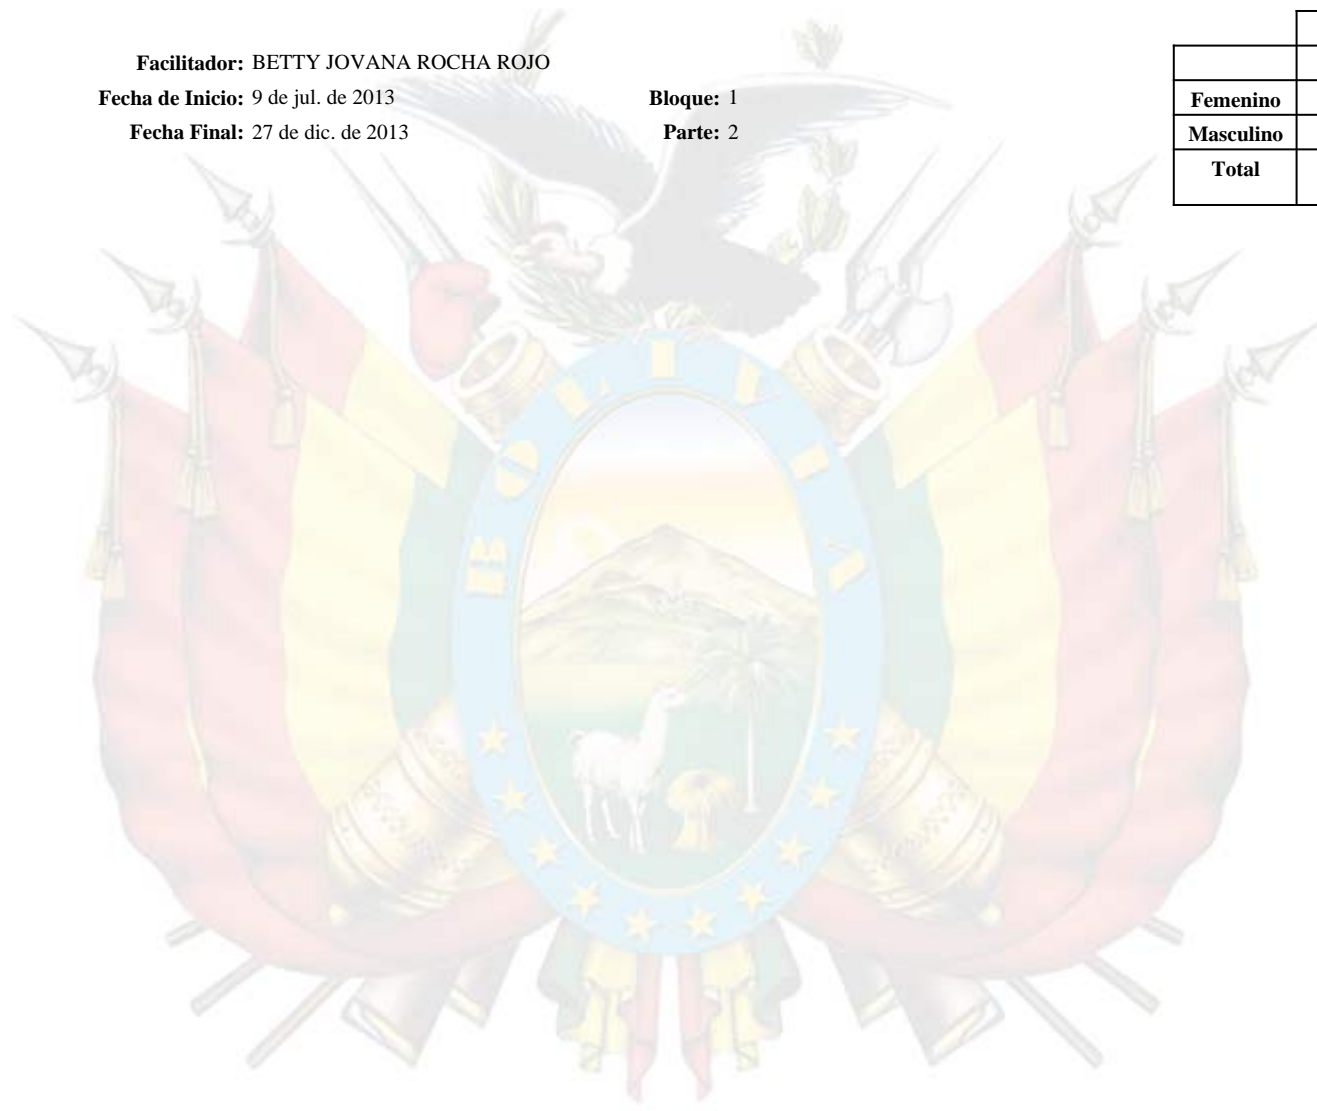 Facilitador: BETTY JOVANA ROCHA ROJO
Fecha de Inicio: 9 de jul. de 2013 Bloque: 1
Fecha Final: 27 de dic. de 2013 Parte: 2
Femenino
Masculino
Total
BOLIVIA